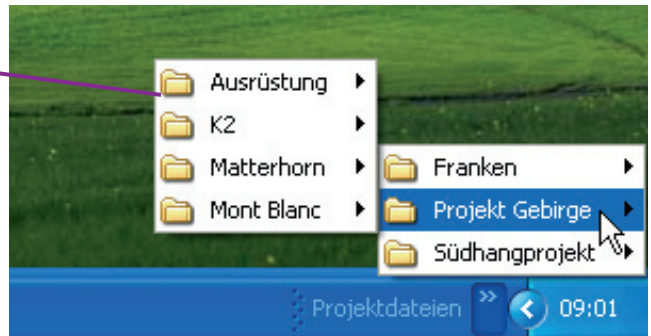 Ausrüstung
K2
Matterhorn
Mont Blanc
Franken
Projekt Gebirge
Südhangprojekt
Projektdateien
09:01